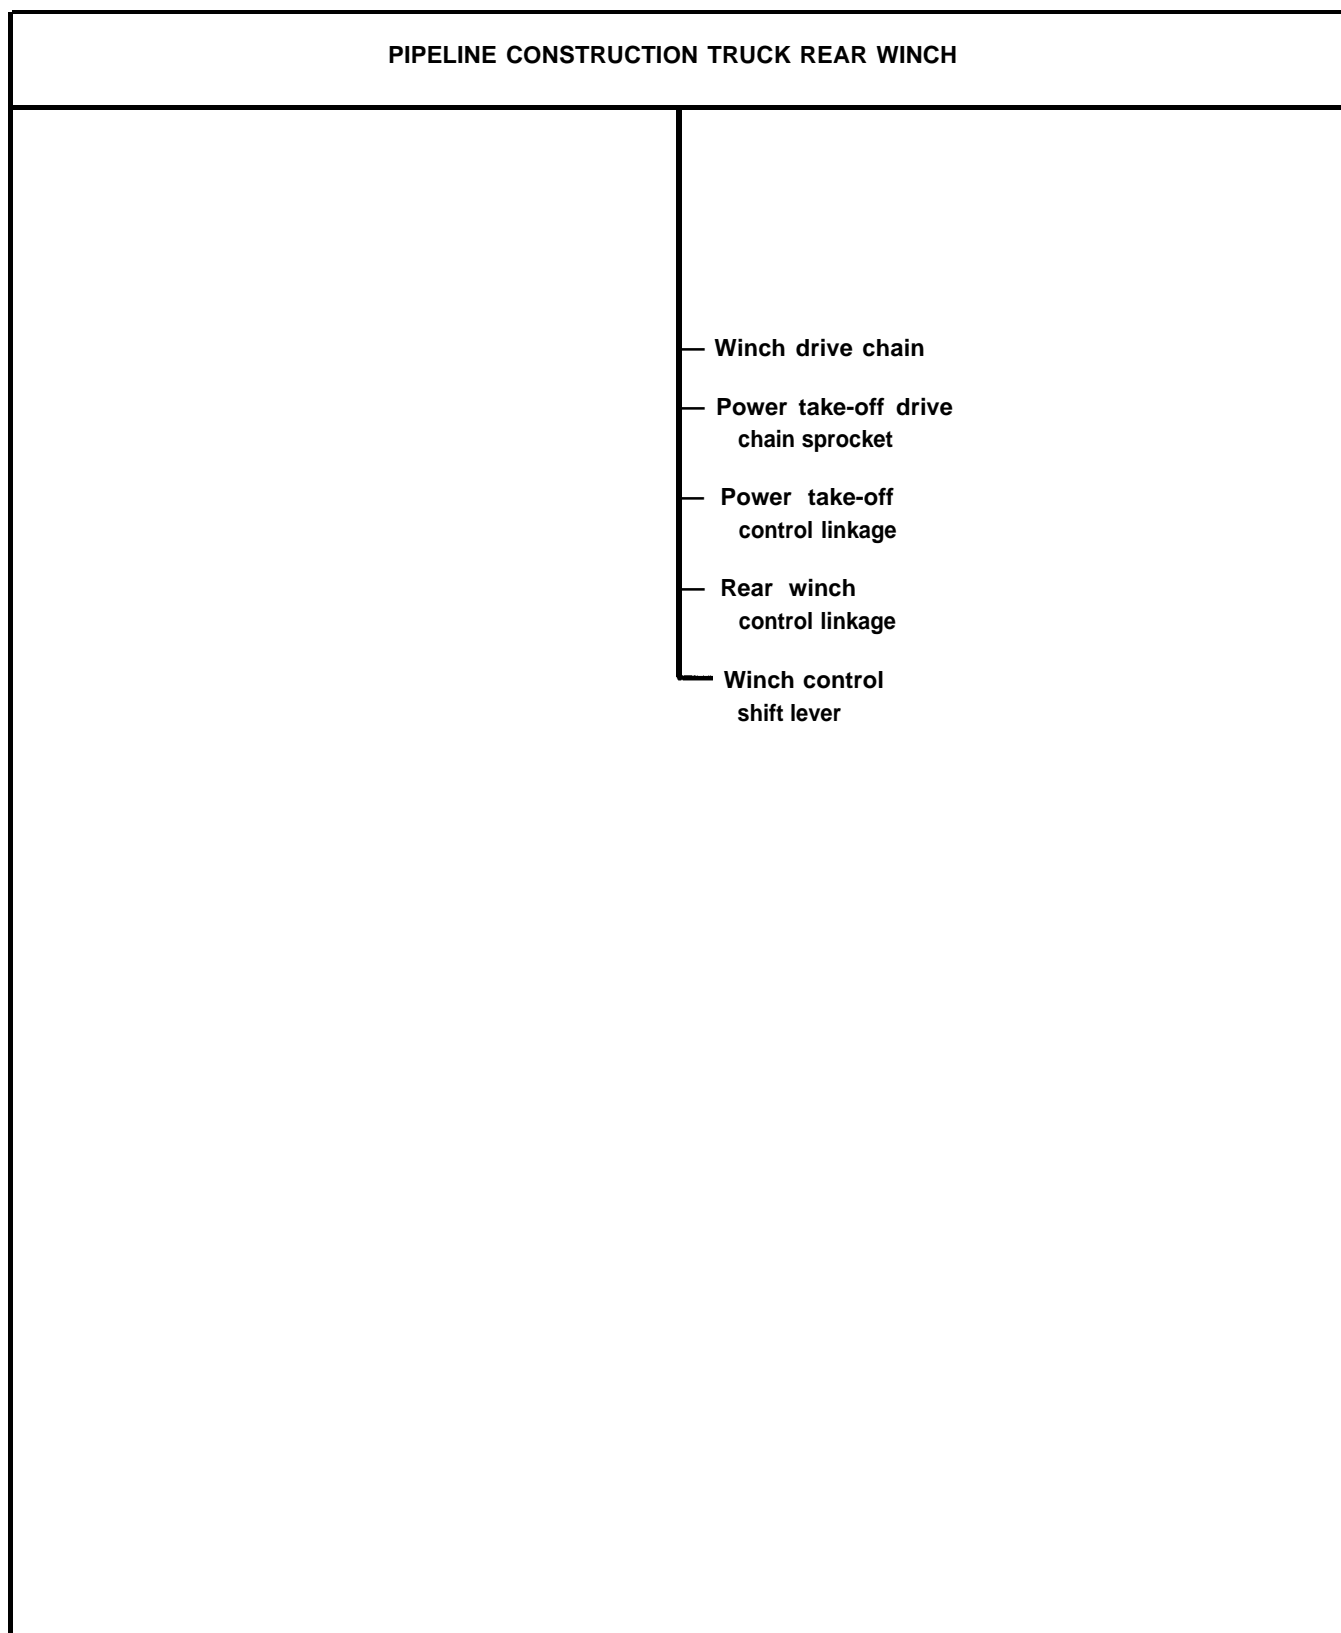 PIPELINE CONSTRUCTION TRUCK REAR WINCH
Winch drive chain
Power take-off drive
chain sprocket
Power take-off
control linkage
Rear winch
control linkage
Winch control
shift lever